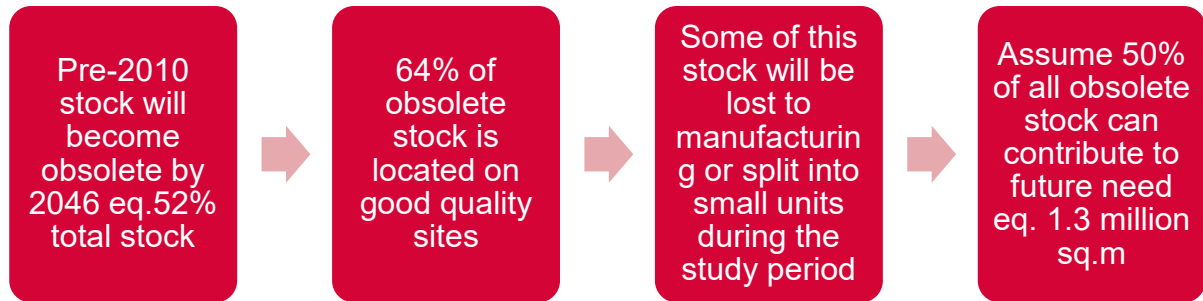 Pre-2010
stock will
become
obsolete by
2046 eq.52%
total stock
64% of
obsolete
stock is
located on
good quality
sites
Some of this
stock will be
lost to
manufacturin
g or split into
small units
during the
study period
Assume 50%
of all obsolete
stock can
contribute to
future need
eq. 1.3 million
sq.m